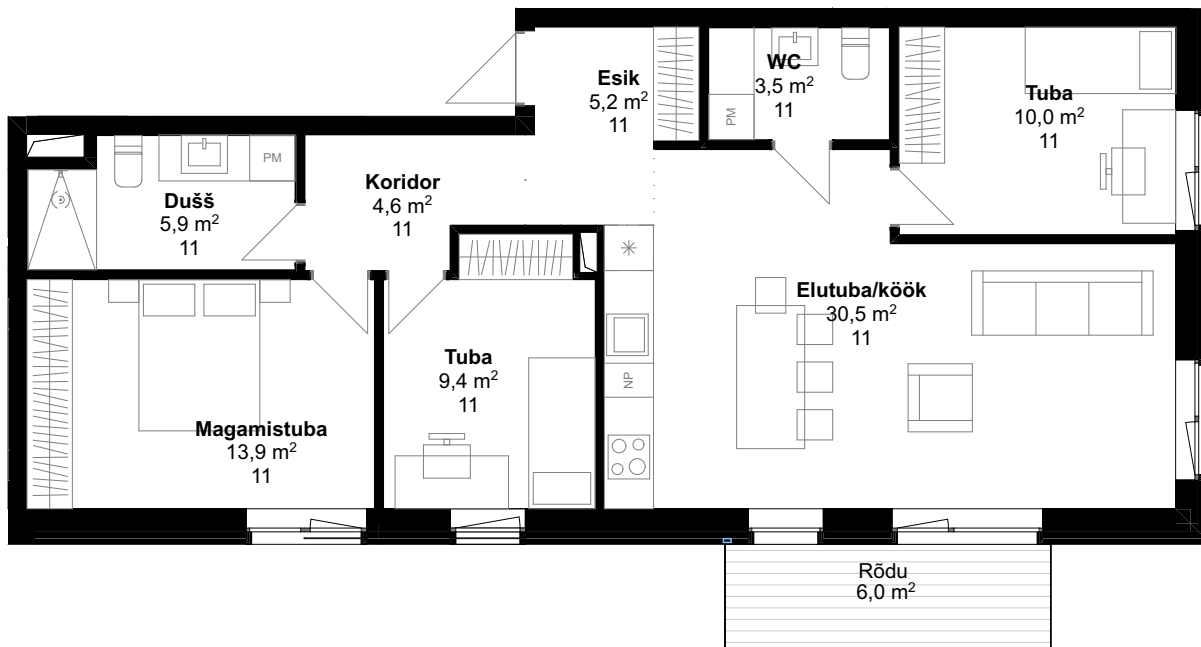 Esik
5,2 m²
11
WC
3,5 m²
11
PM
Tuba
10,0 m²
11
PM
Dušš
5,9 m²
11
Koridor
4,6 m²
11
Elutuba/köök
30,5 m²
11
NP
Tuba
9,4 m²
11
Magamistuba
13,9 m²
11
Rõdu
6,0 m²